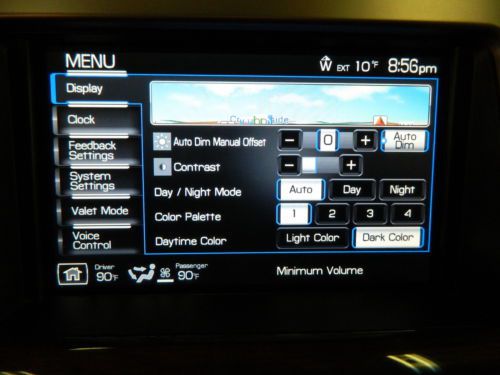 MENU
W EXT 10°F 8:56pm
Display
Clock
Feedback Settings
System Settings
Valet Mode
Voice Control
Auto Dim Manual Offset - 0 + Auto Dim
Contrast - +
Day / Night Mode Auto Day Night
Color Palette 1 2 3 4
Daytime Color Light Color Dark Color
Driver 90°F
Passenger 90°F
Minimum Volume